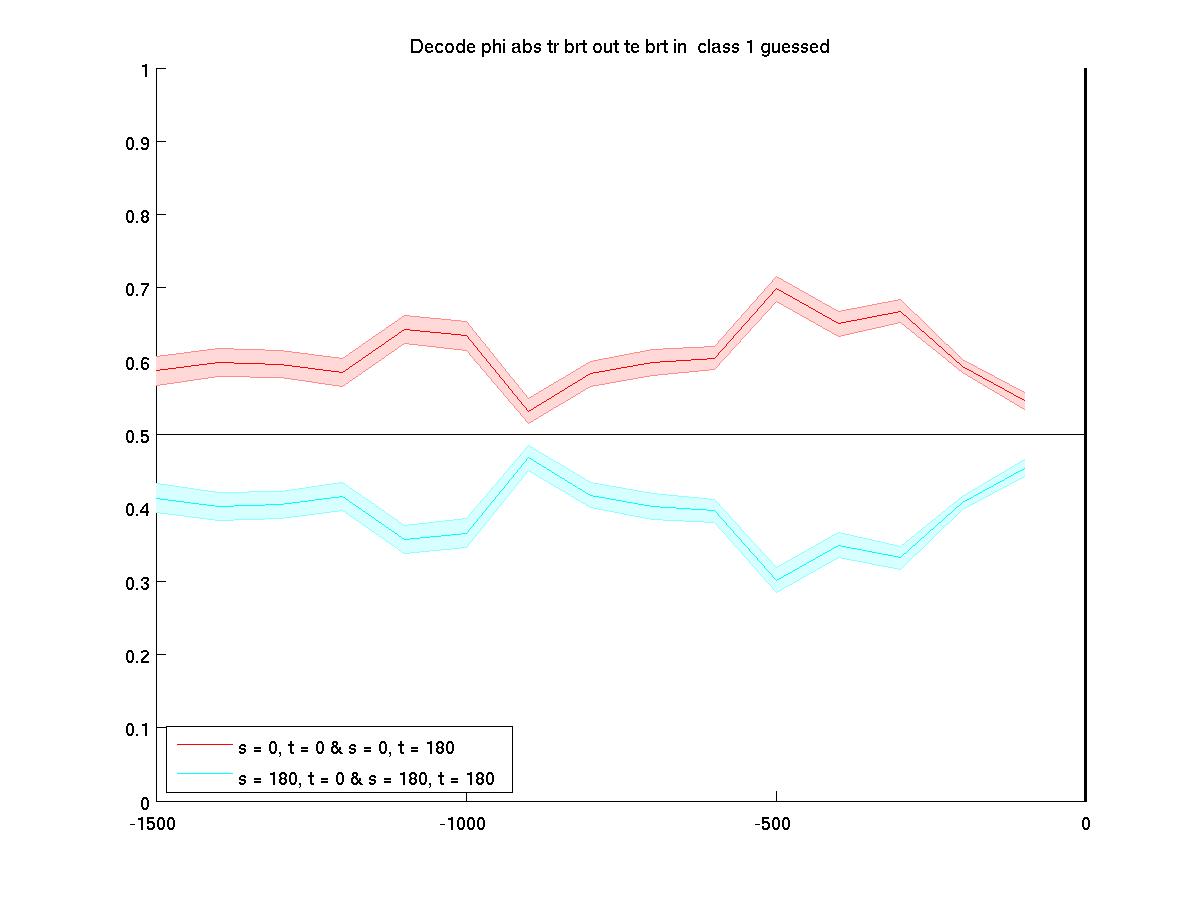 Decode phi abs tr brt out te brt in  class 1 guessed
1
0.9
0.8
0.7
0.6
0.5
0.4
0.3
0.2
0.1
0
s = 0, t = 0 & s = 0, t = 180
s = 180, t = 0 & s = 180, t = 180
-1500 -1000 -500 0